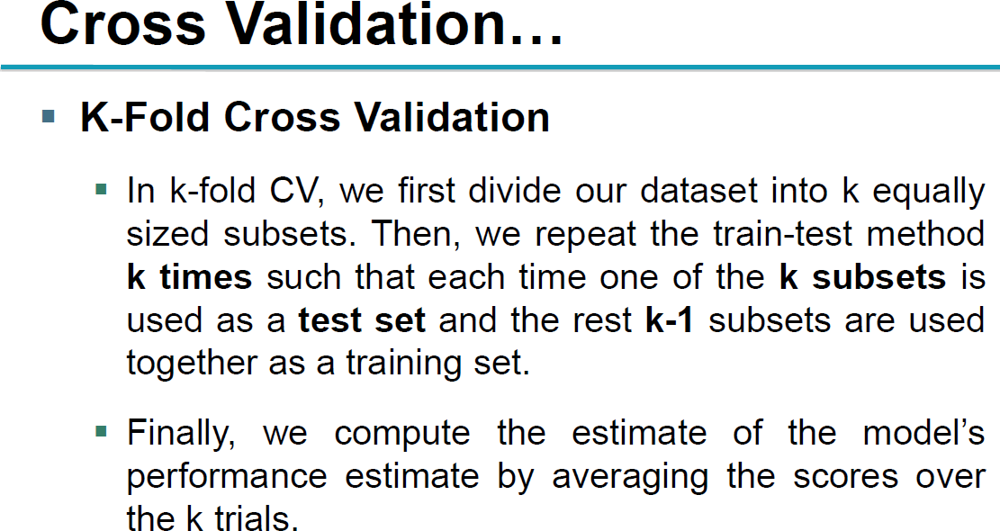 Cross Validation…
K-Fold Cross Validation
In k-fold CV, we first divide our dataset into k equally
sized subsets. Then, we repeat the train-test method
k times such that each time one of the k subsets is
used as a test set and the rest k-1 subsets are used
together as a training set.
Finally, we compute the estimate of the model’s
performance estimate by averaging the scores over
the k trials.